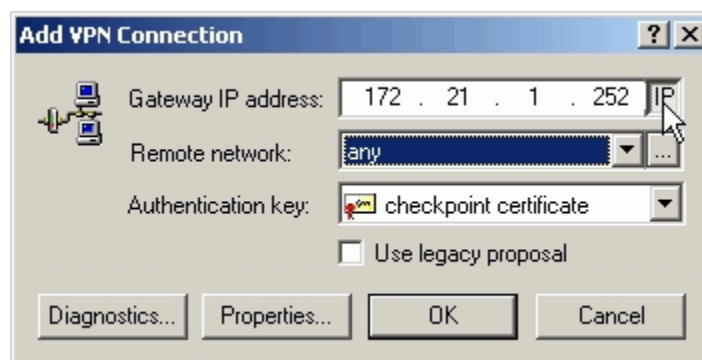 Add VPN Connection
Gateway IP address: 172 . 21 . 1 . 252 IP
Remote network: any ...
Authentication key: checkpoint certificate
Use legacy proposal
Diagnostics... Properties... OK Cancel